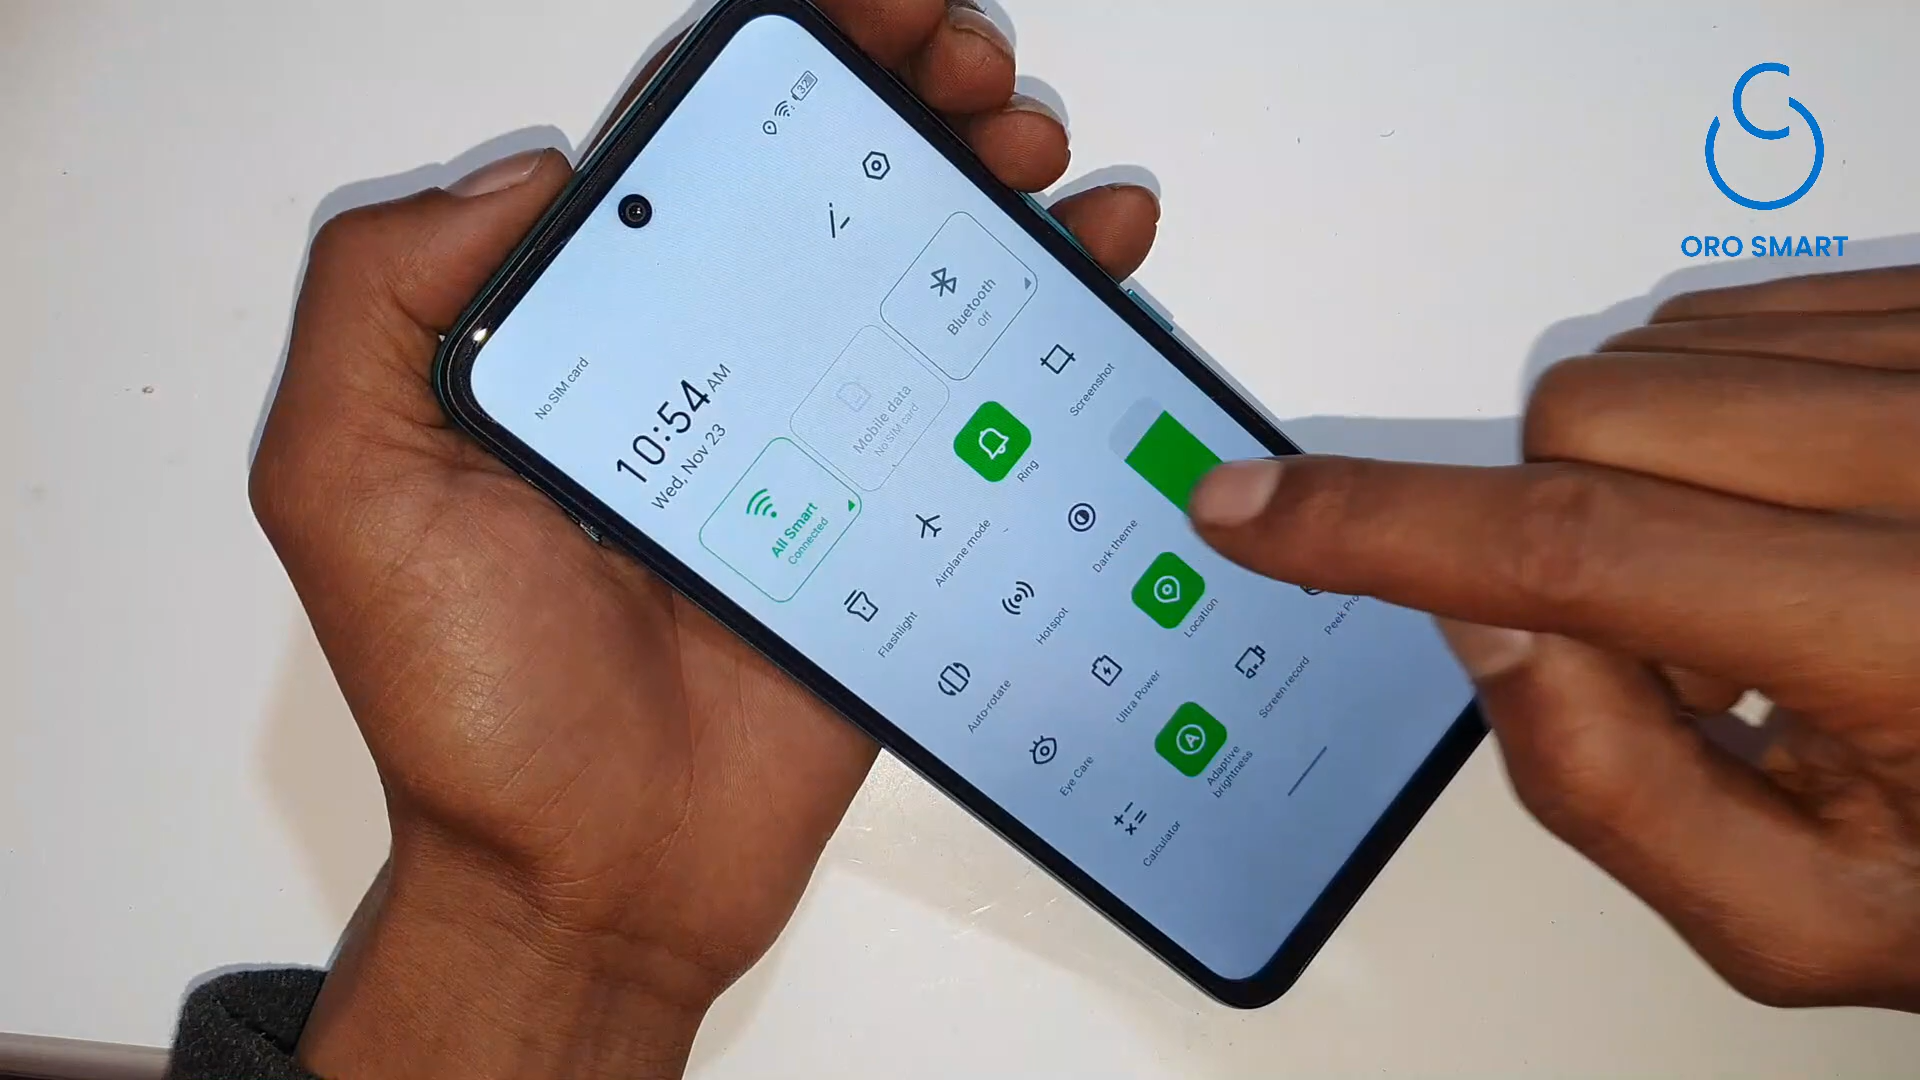 ORO SMART
32
No SIM card
10:54 AM
Wed, Nov 23
All Smart
Connected
Mobile data
No SIM card
Bluetooth
Off
Flashlight
Airplane mode
Ring
Screenshot
Auto-rotate
Hotspot
Dark theme
Eye Care
Ultra Power
Location
Calculator
A
Adaptive
brightness
Screen record
Peek